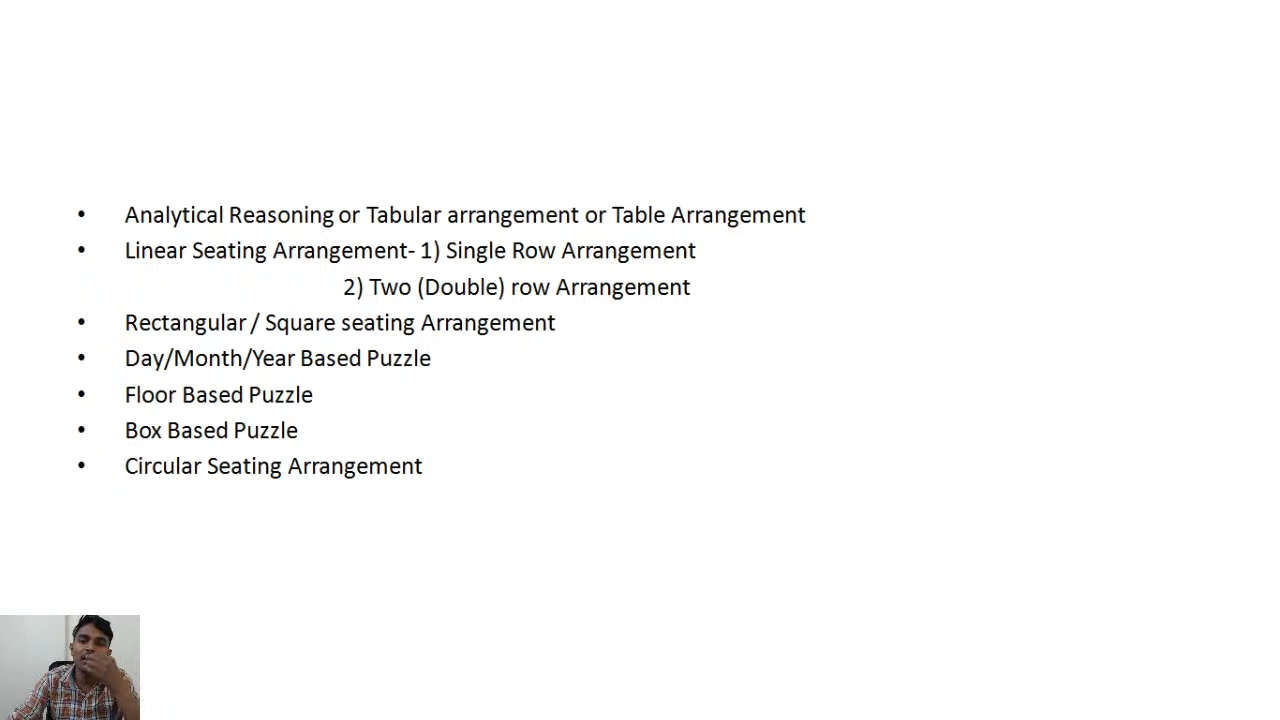 • Analytical Reasoning or Tabular arrangement or Table Arrangement
• Linear Seating Arrangement- 1) Single Row Arrangement
2) Two (Double) row Arrangement
• Rectangular / Square seating Arrangement
• Day/Month/Year Based Puzzle
• Floor Based Puzzle
• Box Based Puzzle
• Circular Seating Arrangement